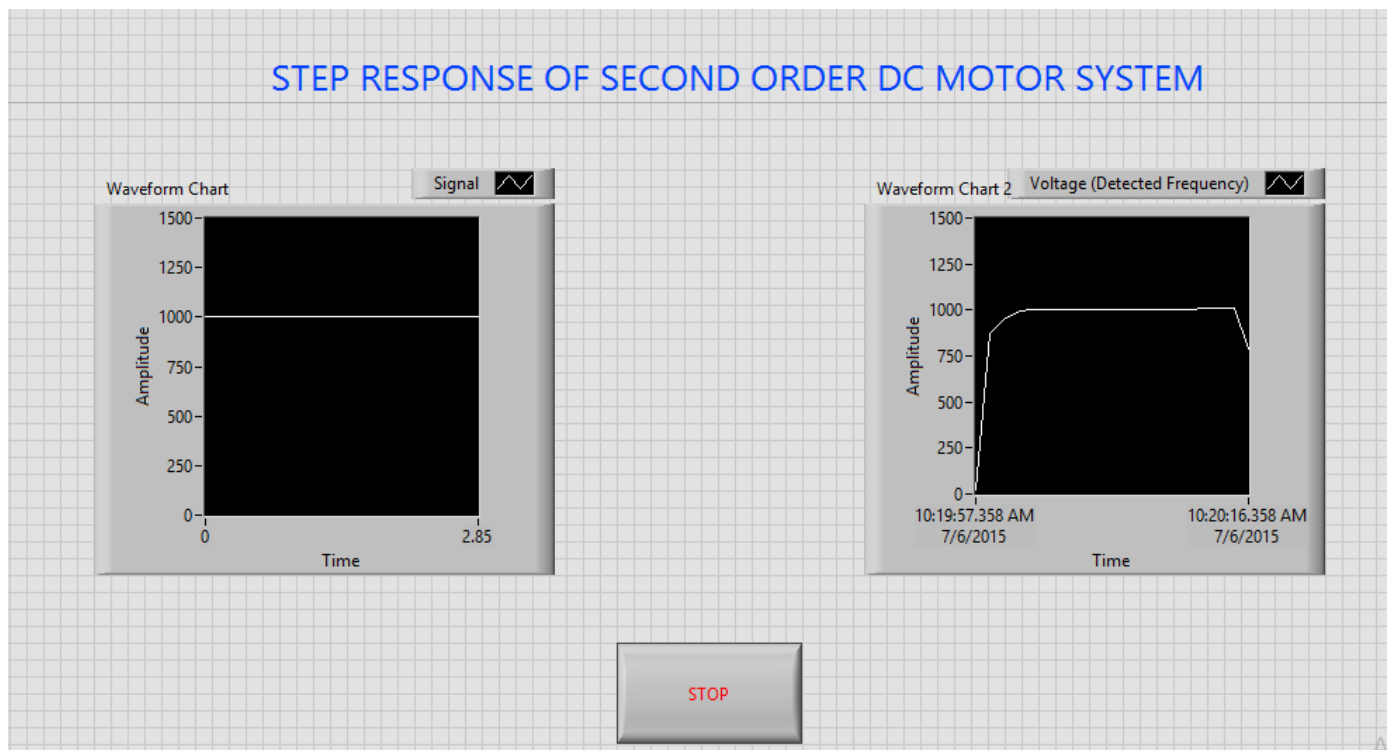 STEP RESPONSE OF SECOND ORDER DC MOTOR SYSTEM
Waveform Chart
Signal
1500
1250
1000
750
500
250
0
Amplitude
0
2.85
Time
Waveform Chart 2
Voltage (Detected Frequency)
1500
1250
1000
750
500
250
0
Amplitude
10:19:57.358 AM
7/6/2015
10:20:16.358 AM
7/6/2015
Time
STOP